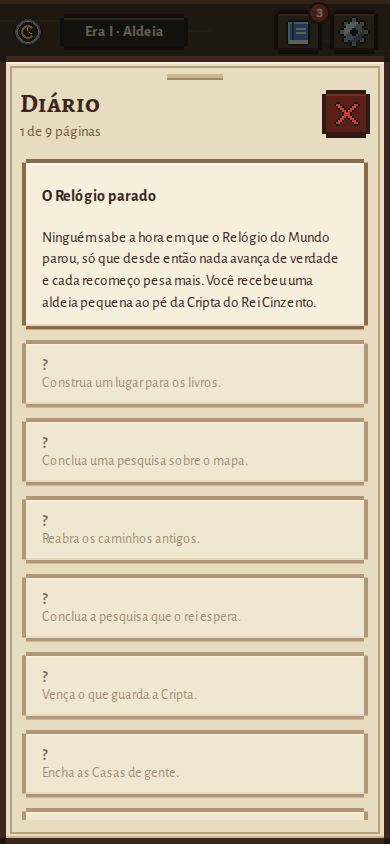 Era I · Aldeia
3
Diário
1 de 9 páginas
O Relógio parado
Ninguém sabe a hora em que o Relógio do Mundo
parou, só que desde então nada avança de verdade
e cada recomeço pesa mais. Você recebeu uma
aldeia pequena ao pé da Cripta do Rei Cinzento.
?
Construa um lugar para os livros.
?
Conclua uma pesquisa sobre o mapa.
?
Reabra os caminhos antigos.
?
Conclua a pesquisa que o rei espera.
?
Vença o que guarda a Cripta.
?
Encha as Casas de gente.